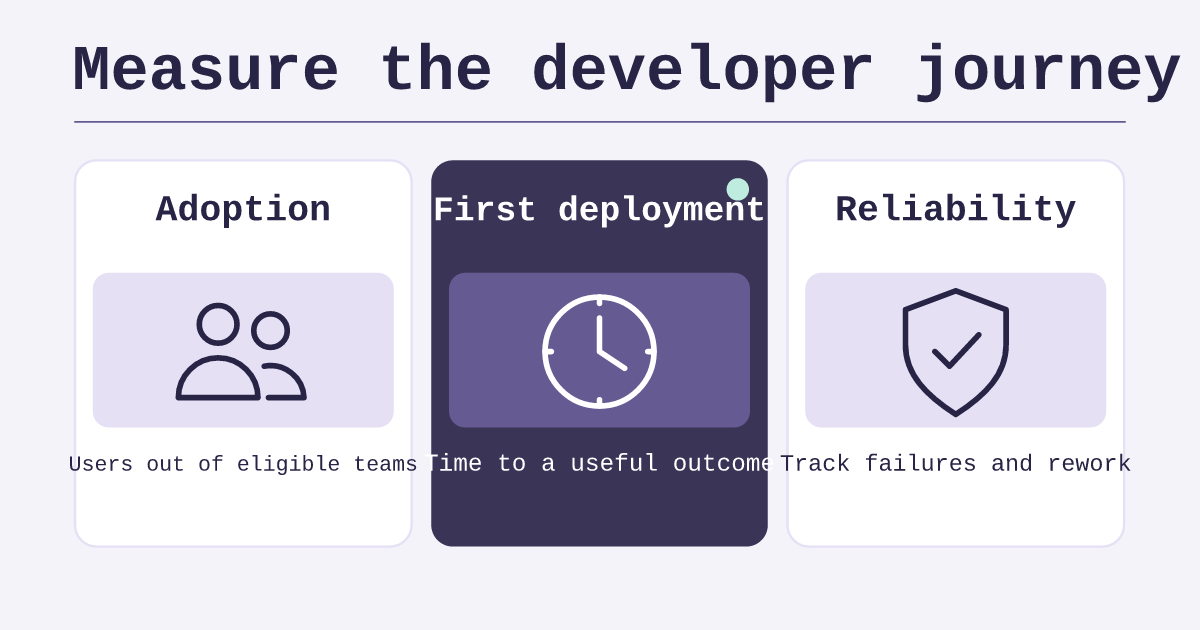 Measure the developer journey
Adoption
First deployment
Reliability
Users out of eligible teams
Time to a useful outcome
Track failures and rework